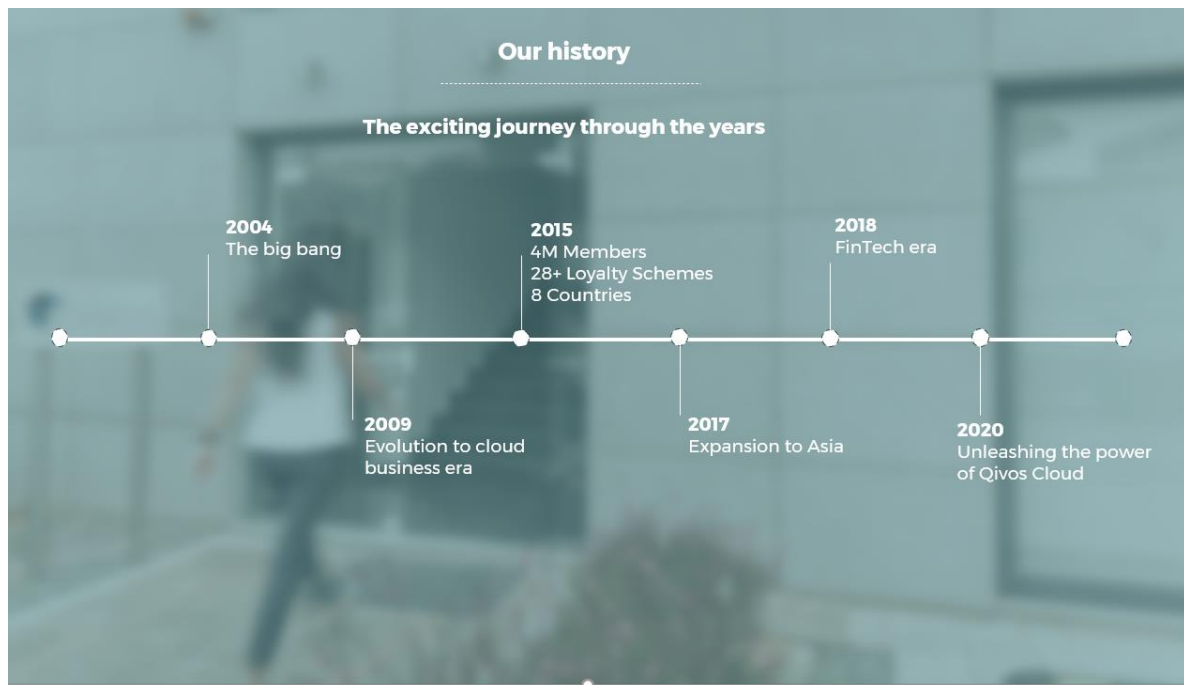 Our history
The exciting journey through the years
2004
The big bang
2015
4M Members
28+ Loyalty Schemes
8 Countries
2018
FinTech era
2009
Evolution to cloud
business era
2017
Expansion to Asia
2020
Unleashing the power
of Qivos Cloud